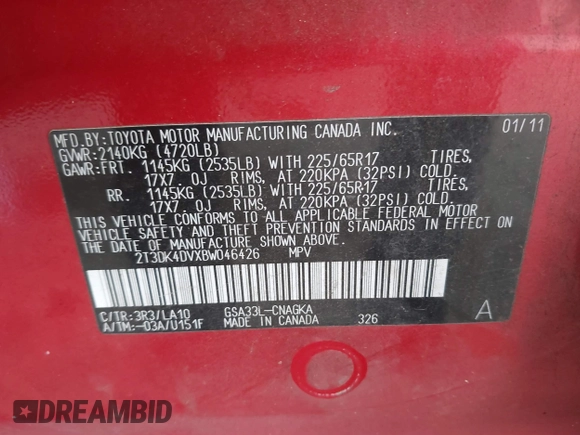 MFD.BY:TOYOTA MOTOR MANUFACTURING CANADA INC. 01/11
GVWR:2140KG (4720LB)
GAWR:FRT. 1145KG (2535LB) WITH 225/65R17 TIRES,
17X7 OJ RIMS, AT 220KPA (32PSI) COLD.
RR. 1145KG (2535LB) WITH 225/65R17 TIRES,
17X7 OJ RIMS, AT 220KPA (32PSI) COLD.
THIS VEHICLE CONFORMS TO ALL APPLICABLE FEDERAL MOTOR
VEHICLE SAFETY AND THEFT PREVENTION STANDARDS IN EFFECT
ON THE DATE OF MANUFACTURE SHOWN ABOVE.
2T3DK4DVXBW046426 MPV
C/TR:3R3/LA10 GSA33L-CNAGKA
A/TM:-03A/U151F MADE IN CANADA 326 A
DREAMBID